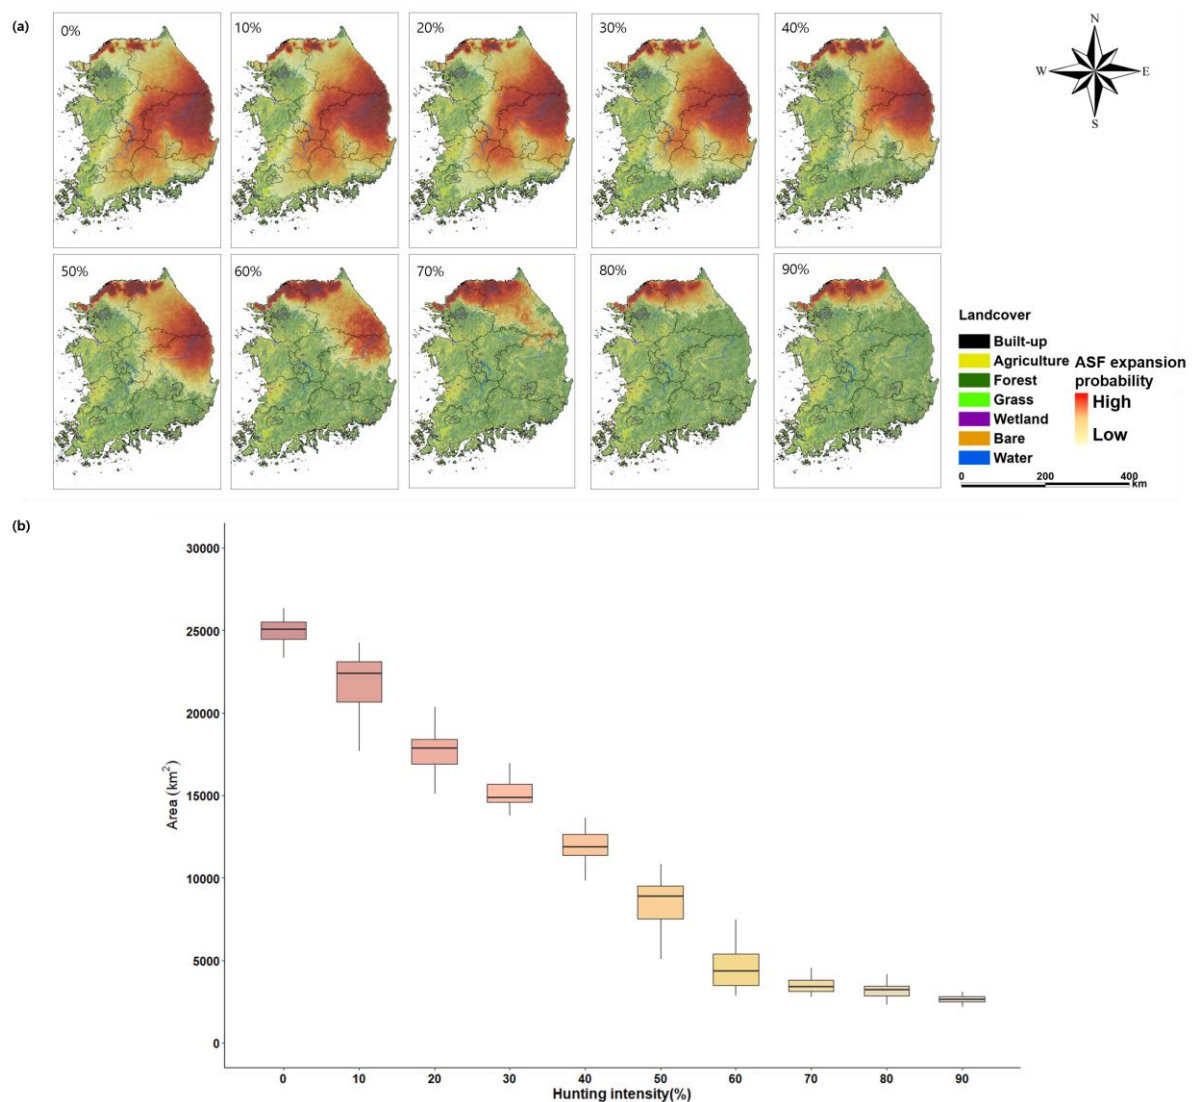 (a)
0%
10%
20%
30%
40%
N
W
E
S
50%
60%
70%
80%
90%
Landcover
Built-up
Agriculture
Forest
Grass
Wetland
Bare
Water
ASF expansion
probability
High
Low
0 200 400
km
(b)
Area (km²)
30000
25000
20000
15000
10000
5000
0
0 10 20 30 40 50 60 70 80 90
Hunting intensity(%)